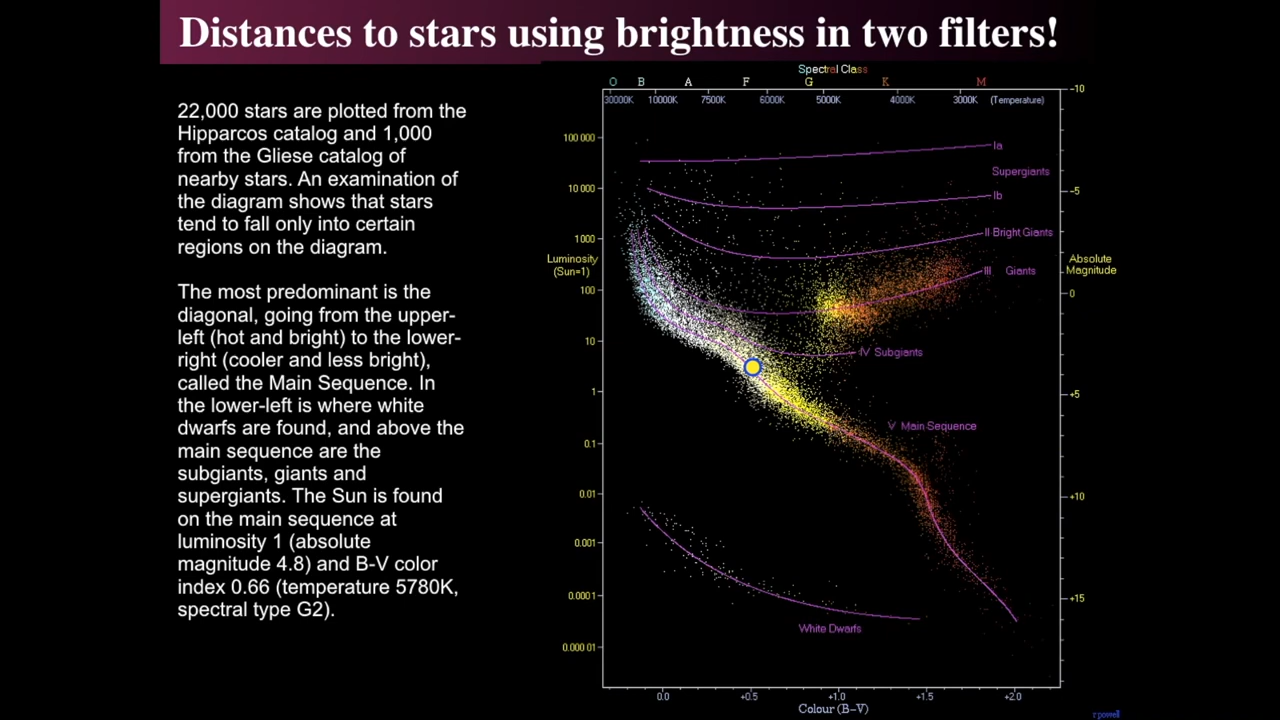 Distances to stars using brightness in two filters!
22,000 stars are plotted from the
Hipparcos catalog and 1,000
from the Gliese catalog of
nearby stars. An examination of
the diagram shows that stars
tend to fall only into certain
regions on the diagram.
The most predominant is the
diagonal, going from the upper-
left (hot and bright) to the lower-
right (cooler and less bright),
called the Main Sequence. In
the lower-left is where white
dwarfs are found, and above the
main sequence are the
subgiants, giants and
supergiants. The Sun is found
on the main sequence at
luminosity 1 (absolute
magnitude 4.8) and B-V color
index 0.66 (temperature 5780K,
spectral type G2).
Spectral Class
O B A F G K M
30000K 10000K 7500K 6000K 5000K 4000K 3000K (Temperature)
-10
100 000
Ia
Supergiants
10 000
Ib
-5
1000
II Bright Giants
Luminosity
(Sun=1)
Absolute
Magnitude
III Giants
100
0
10
IV Subgiants
1
+5
V Main Sequence
0.1
0.01
+10
0.001
0.0001
+15
White Dwarfs
0.000 01
0.0 +0.5 +1.0 +1.5 +2.0
Colour (B-V)
r powell